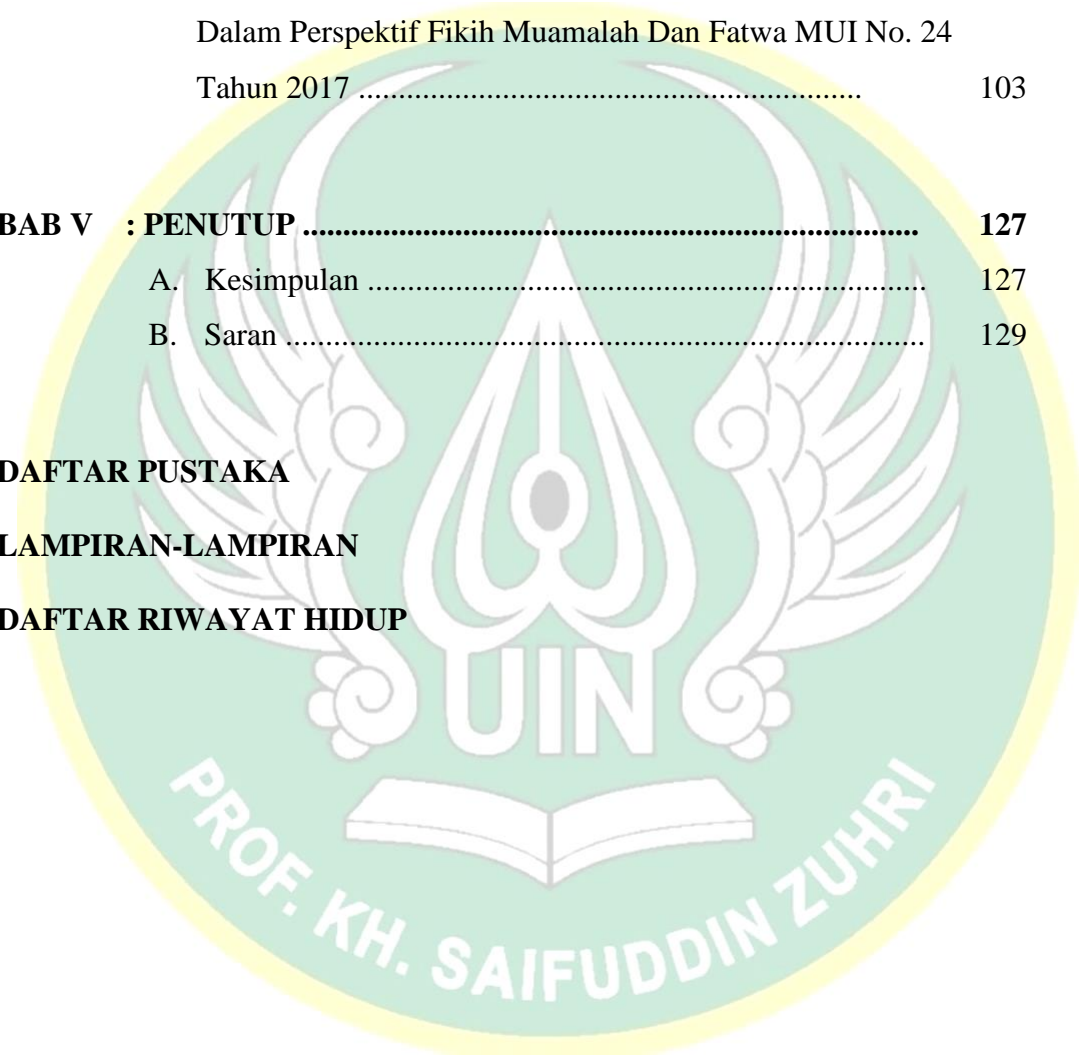 Dalam Perspektif Fikih Muamalah Dan Fatwa MUI No. 24
Tahun 2017 ................................................................ 103
BAB V : PENUTUP ............................................................................. 127
A. Kesimpulan ...................................................................... 127
B. Saran ................................................................................ 129
DAFTAR PUSTAKA
LAMPIRAN-LAMPIRAN
DAFTAR RIWAYAT HIDUP
UIN
PROF. KH. SAIFUDDIN ZUHRI